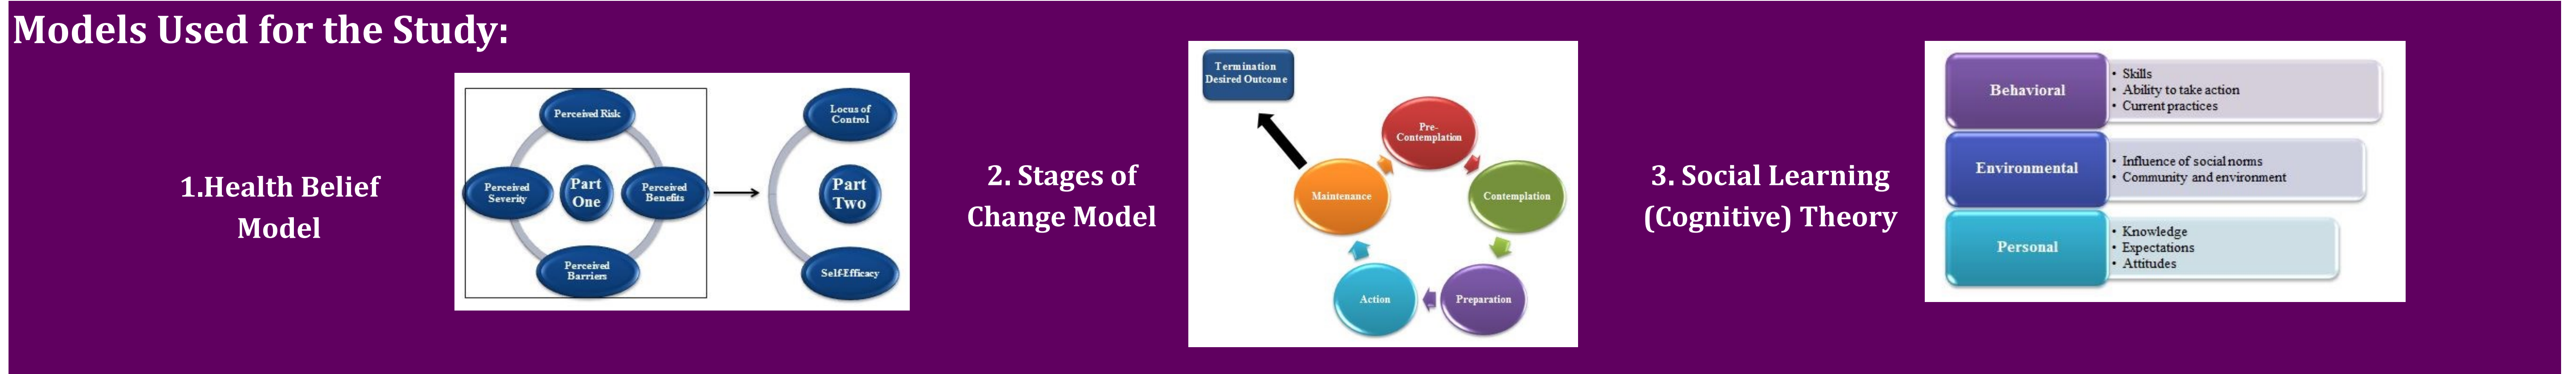 Models Used for the Study:
1.Health Belief
Model
Perceived Risk
Perceived
Severity
Part
One
Perceived
Benefits
Perceived
Barriers
Locus of
Control
Part
Two
Self-Efficacy
2. Stages of
Change Model
Termination
Desired Outcome
Pre-
Contemplation
Contemplation
Preparation
Action
Maintenance
3. Social Learning
(Cognitive) Theory
Behavioral
• Skills
• Ability to take action
• Current practices
Environmental
• Influence of social norms
• Community and environment
Personal
• Knowledge
• Expectations
• Attitudes